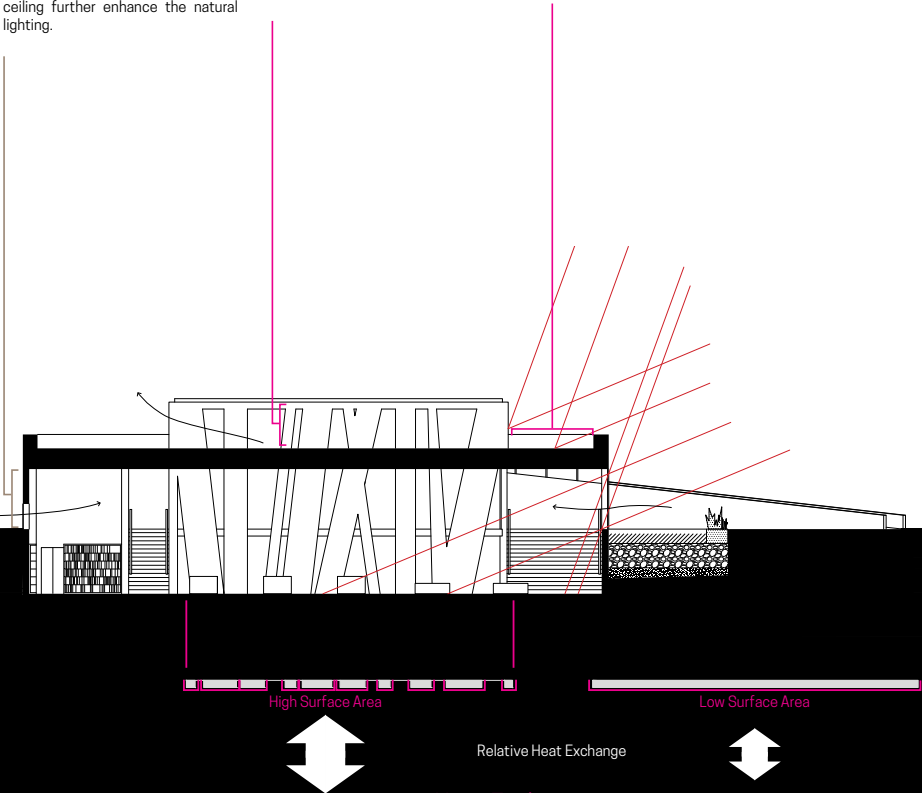 ceiling further enhance the natural
lighting.
High Surface Area
Low Surface Area
Relative Heat Exchange